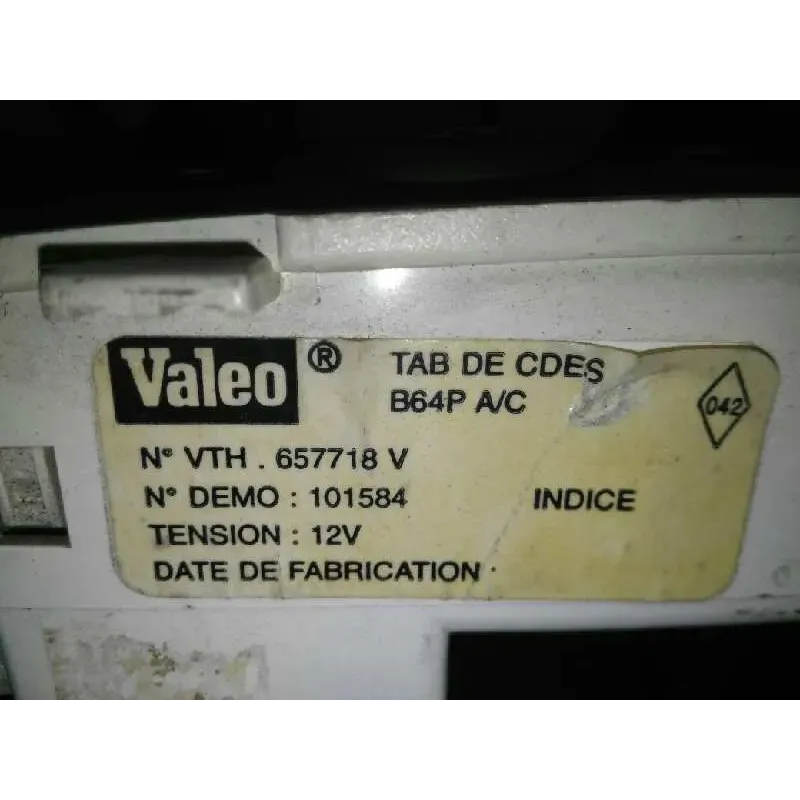 Valeo ® TAB DE CDES
B64P A/C
042
N° VTH . 657718 V
N° DEMO : 101584 INDICE
TENSION : 12V
DATE DE FABRICATION